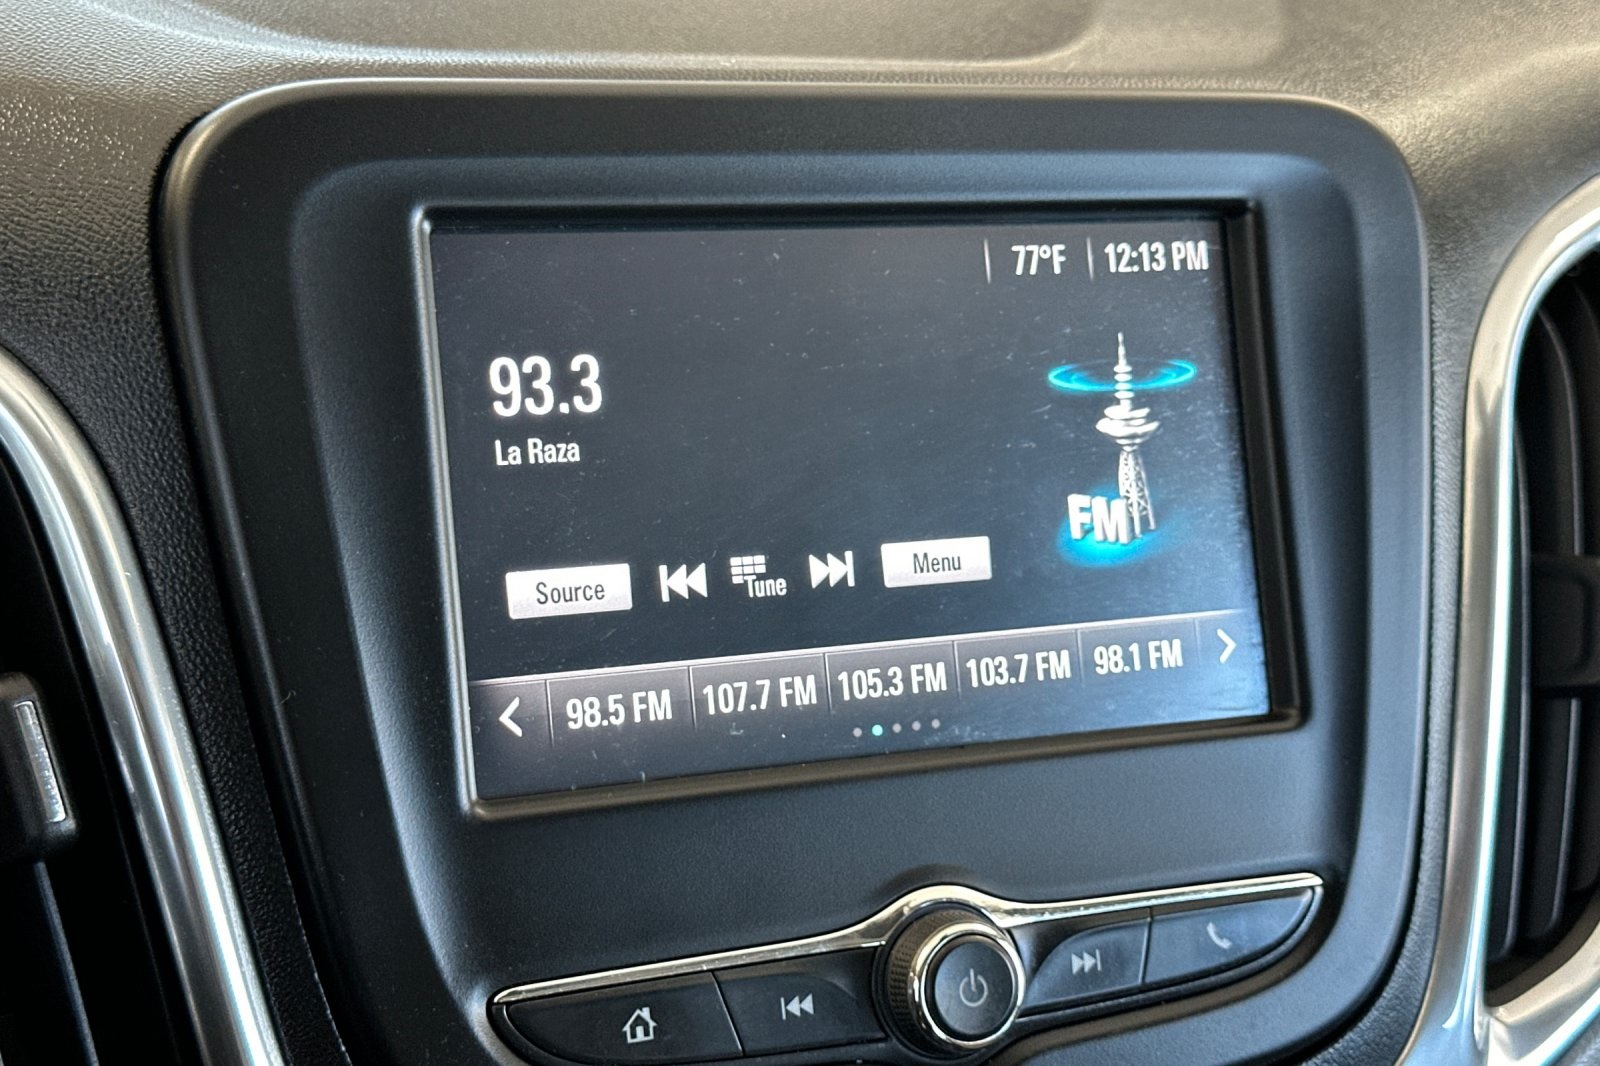 77°F 12:13 PM
93.3
La Raza
FM
Source Tune Menu
98.5 FM 107.7 FM 105.3 FM 103.7 FM 98.1 FM